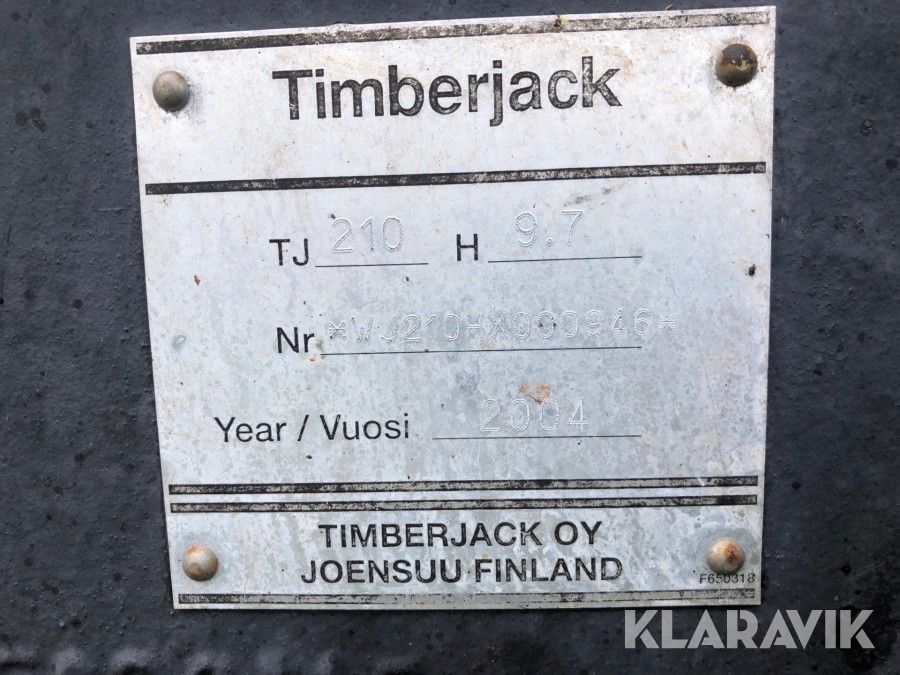 Timberjack
TJ 210 H 9.7
Nr *WJ210HX000946*
Year / Vuosi 2004
TIMBERJACK OY
JOENSUU FINLAND
F650318
KLARAVIK